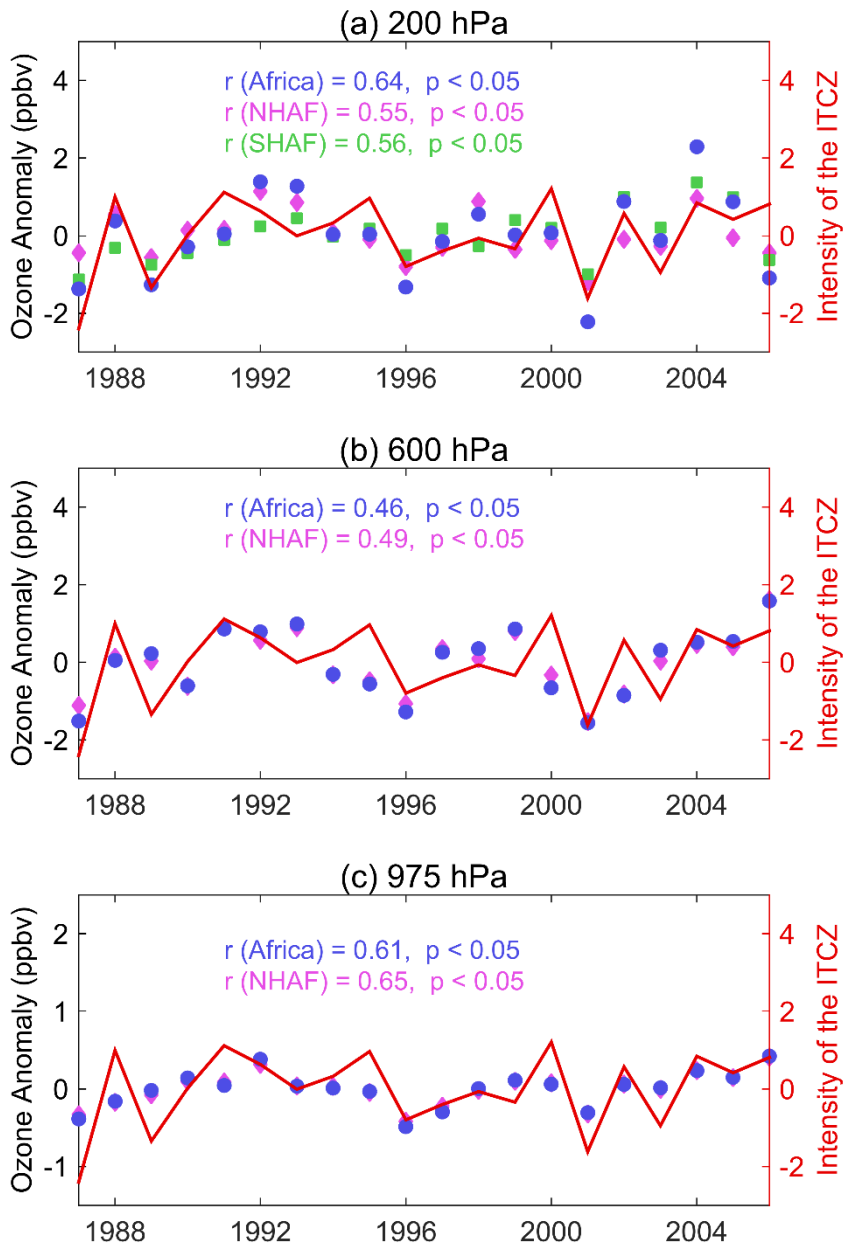 (a) 200 hPa
Ozone Anomaly (ppbv)
4
2
0
-2
r (Africa) = 0.64, p < 0.05
r (NHAF) = 0.55, p < 0.05
r (SHAF) = 0.56, p < 0.05
4
2
0
-2
Intensity of the ITCZ
1988 1992 1996 2000 2004
(b) 600 hPa
Ozone Anomaly (ppbv)
4
2
0
-2
r (Africa) = 0.46, p < 0.05
r (NHAF) = 0.49, p < 0.05
4
2
0
-2
Intensity of the ITCZ
1988 1992 1996 2000 2004
(c) 975 hPa
Ozone Anomaly (ppbv)
2
1
0
-1
r (Africa) = 0.61, p < 0.05
r (NHAF) = 0.65, p < 0.05
4
2
0
-2
Intensity of the ITCZ
1988 1992 1996 2000 2004